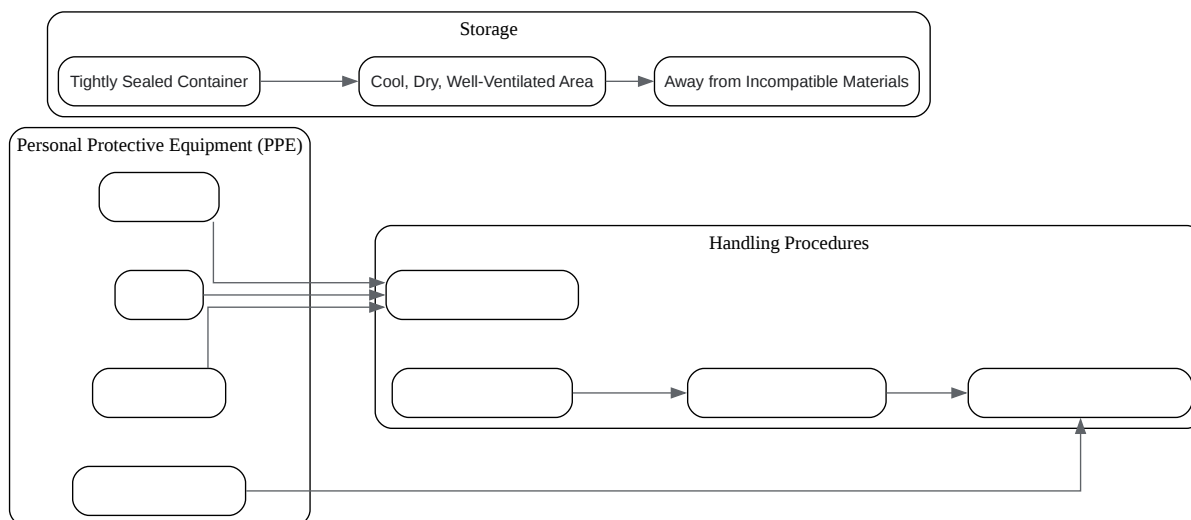 Storage
Tightly Sealed Container
Cool, Dry, Well-Ventilated Area
Away from Incompatible Materials
Personal Protective Equipment (PPE)
Handling Procedures